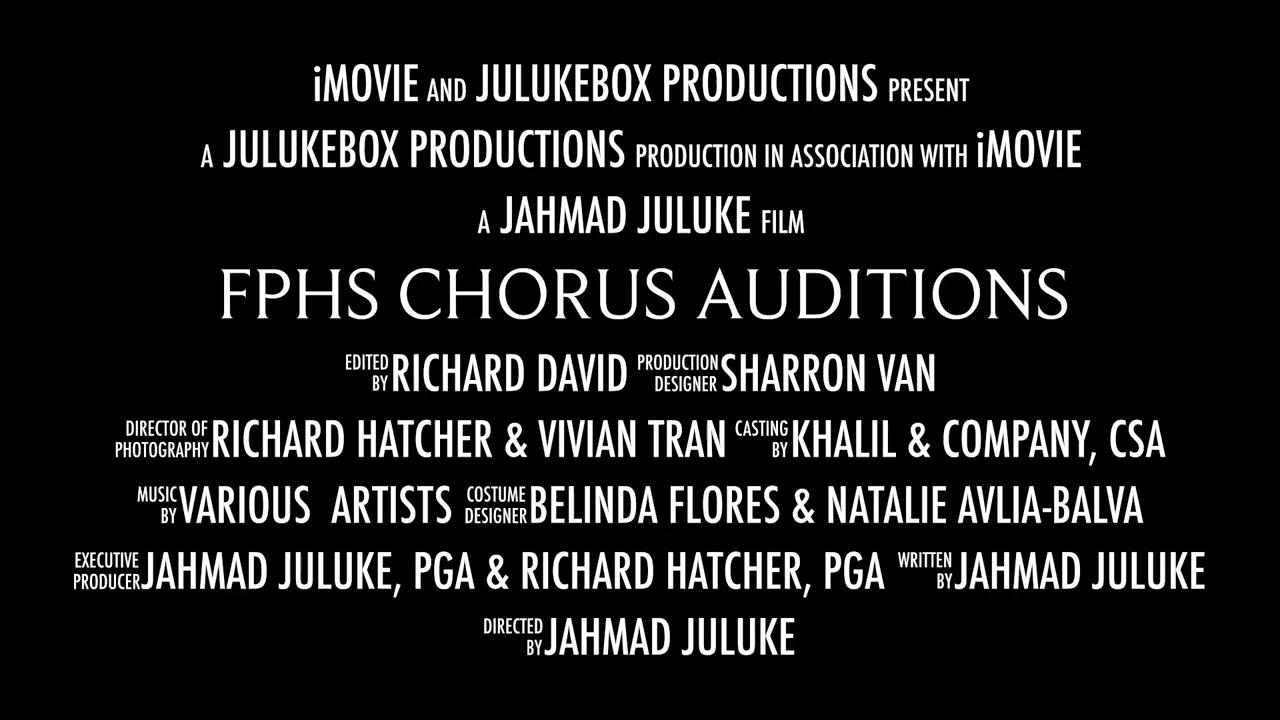 iMOVIE AND JULUKEBOX PRODUCTIONS PRESENT
A JULUKEBOX PRODUCTIONS PRODUCTION IN ASSOCIATION WITH iMOVIE
A JAHMAD JULUKE FILM
FPHS CHORUS AUDITIONS
EDITED BY RICHARD DAVID PRODUCTION DESIGNER SHARRON VAN
DIRECTOR OF PHOTOGRAPHY RICHARD HATCHER & VIVIAN TRAN CASTING BY KHALIL & COMPANY, CSA
MUSIC BY VARIOUS ARTISTS COSTUME DESIGNER BELINDA FLORES & NATALIE AVLIA-BALVA
EXECUTIVE PRODUCER JAHMAD JULUKE, PGA & RICHARD HATCHER, PGA WRITTEN BY JAHMAD JULUKE
DIRECTED BY JAHMAD JULUKE